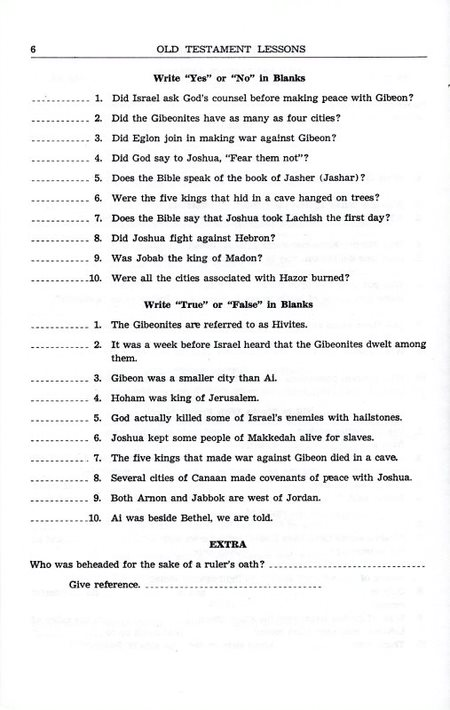 6 OLD TESTAMENT LESSONS
Write "Yes" or "No" in Blanks
------------ 1. Did Israel ask God's counsel before making peace with Gibeon?
------------ 2. Did the Gibeonites have as many as four cities?
------------ 3. Did Eglon join in making war against Gibeon?
------------ 4. Did God say to Joshua, "Fear them not"?
------------ 5. Does the Bible speak of the book of Jasher (Jashar)?
------------ 6. Were the five kings that hid in a cave hanged on trees?
------------ 7. Does the Bible say that Joshua took Lachish the first day?
------------ 8. Did Joshua fight against Hebron?
------------ 9. Was Jobab the king of Madon?
------------10. Were all the cities associated with Hazor burned?
Write "True" or "False" in Blanks
------------ 1. The Gibeonites are referred to as Hivites.
------------ 2. It was a week before Israel heard that the Gibeonites dwelt among
them.
------------ 3. Gibeon was a smaller city than Ai.
------------ 4. Hoham was king of Jerusalem.
------------ 5. God actually killed some of Israel's enemies with hailstones.
------------ 6. Joshua kept some people of Makkedah alive for slaves.
------------ 7. The five kings that made war against Gibeon died in a cave.
------------ 8. Several cities of Canaan made covenants of peace with Joshua.
------------ 9. Both Arnon and Jabbok are west of Jordan.
------------10. Ai was beside Bethel, we are told.
EXTRA
Who was beheaded for the sake of a ruler's oath? --------------------------------
Give reference. ------------------------------------